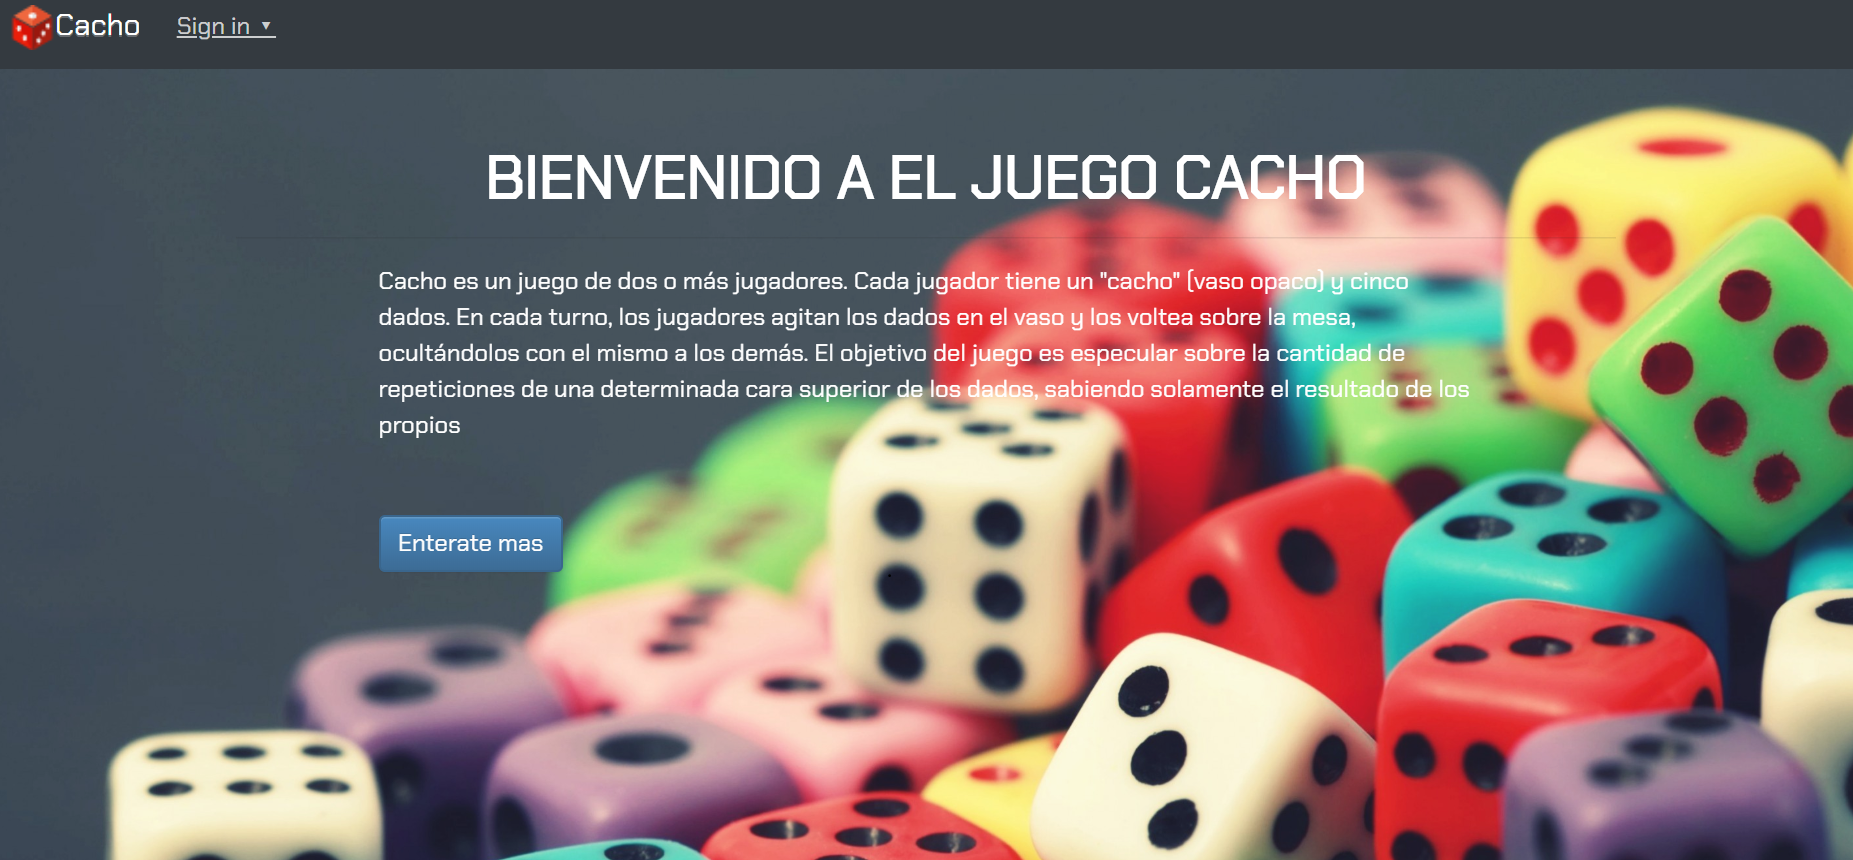 Cacho
Sign in ▼
BIENVENIDO A EL JUEGO CACHO
Cacho es un juego de dos o más jugadores. Cada jugador tiene un "cacho" (vaso opaco) y cinco
dados. En cada turno, los jugadores agitan los dados en el vaso y los voltea sobre la mesa,
ocultándolos con el mismo a los demás. El objetivo del juego es especular sobre la cantidad de
repeticiones de una determinada cara superior de los dados, sabiendo solamente el resultado de los
propios
Enterate mas